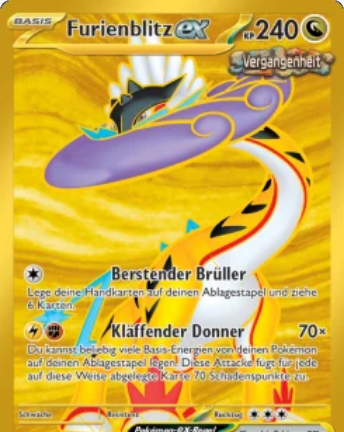 BASIS Furienblitz ex KP 240
Vergangenheit
Berstender Brüller
Lege deine Handkarten auf deinen Ablagestapel und ziehe
6 Karten.
Kläffender Donner 70×
Du kannst beliebig viele Basis-Energien von deinen Pokémon
auf deinen Ablagestapel legen. Diese Attacke fügt für jede
auf diese Weise abgelegte Karte 70 Schadenspunkte zu.
Schwäche Resistenz Rückzug
Pokémon-ex-Regel